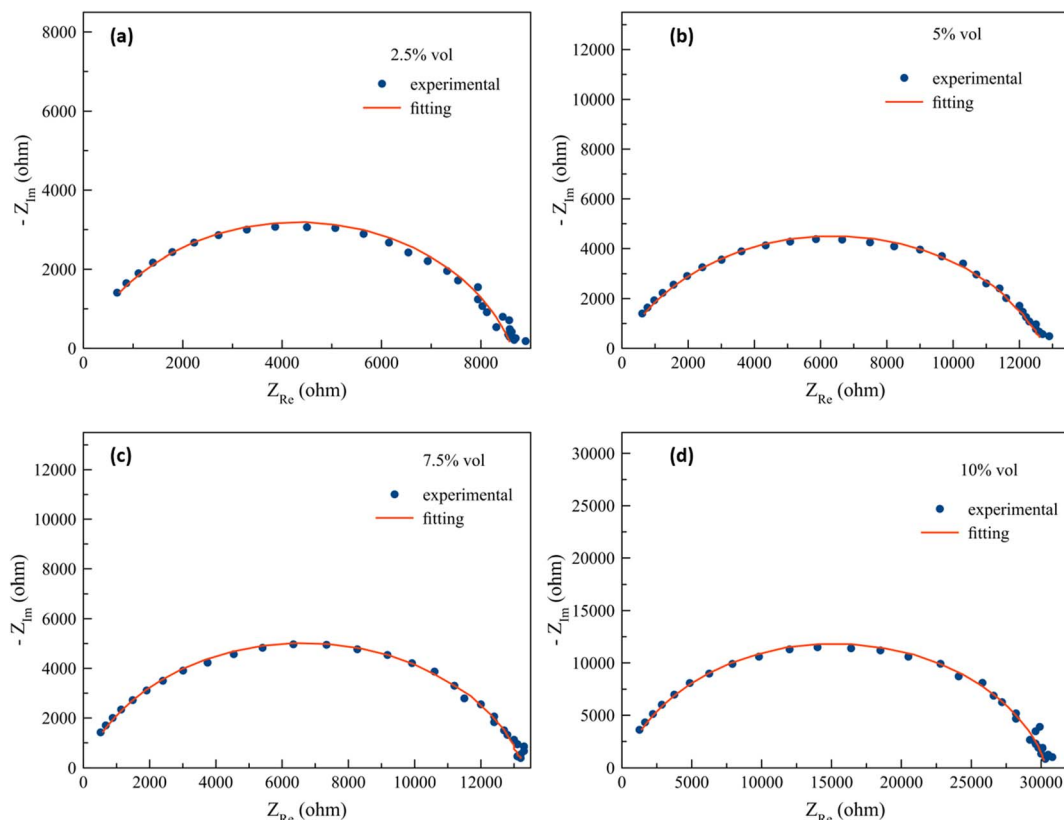 (a)
2.5% vol
experimental
fitting
8000
6000
4000
2000
0
- Z_Im (ohm)
0 2000 4000 6000 8000
Z_Re (ohm)
(b)
5% vol
experimental
fitting
12000
10000
8000
6000
4000
2000
0
- Z_Im (ohm)
0 2000 4000 6000 8000 10000 12000
Z_Re (ohm)
(c)
7.5% vol
experimental
fitting
12000
10000
8000
6000
4000
2000
0
- Z_Im (ohm)
0 2000 4000 6000 8000 10000 12000
Z_Re (ohm)
(d)
10% vol
experimental
fitting
30000
25000
20000
15000
10000
5000
0
- Z_Im (ohm)
0 5000 10000 15000 20000 25000 30000
Z_Re (ohm)